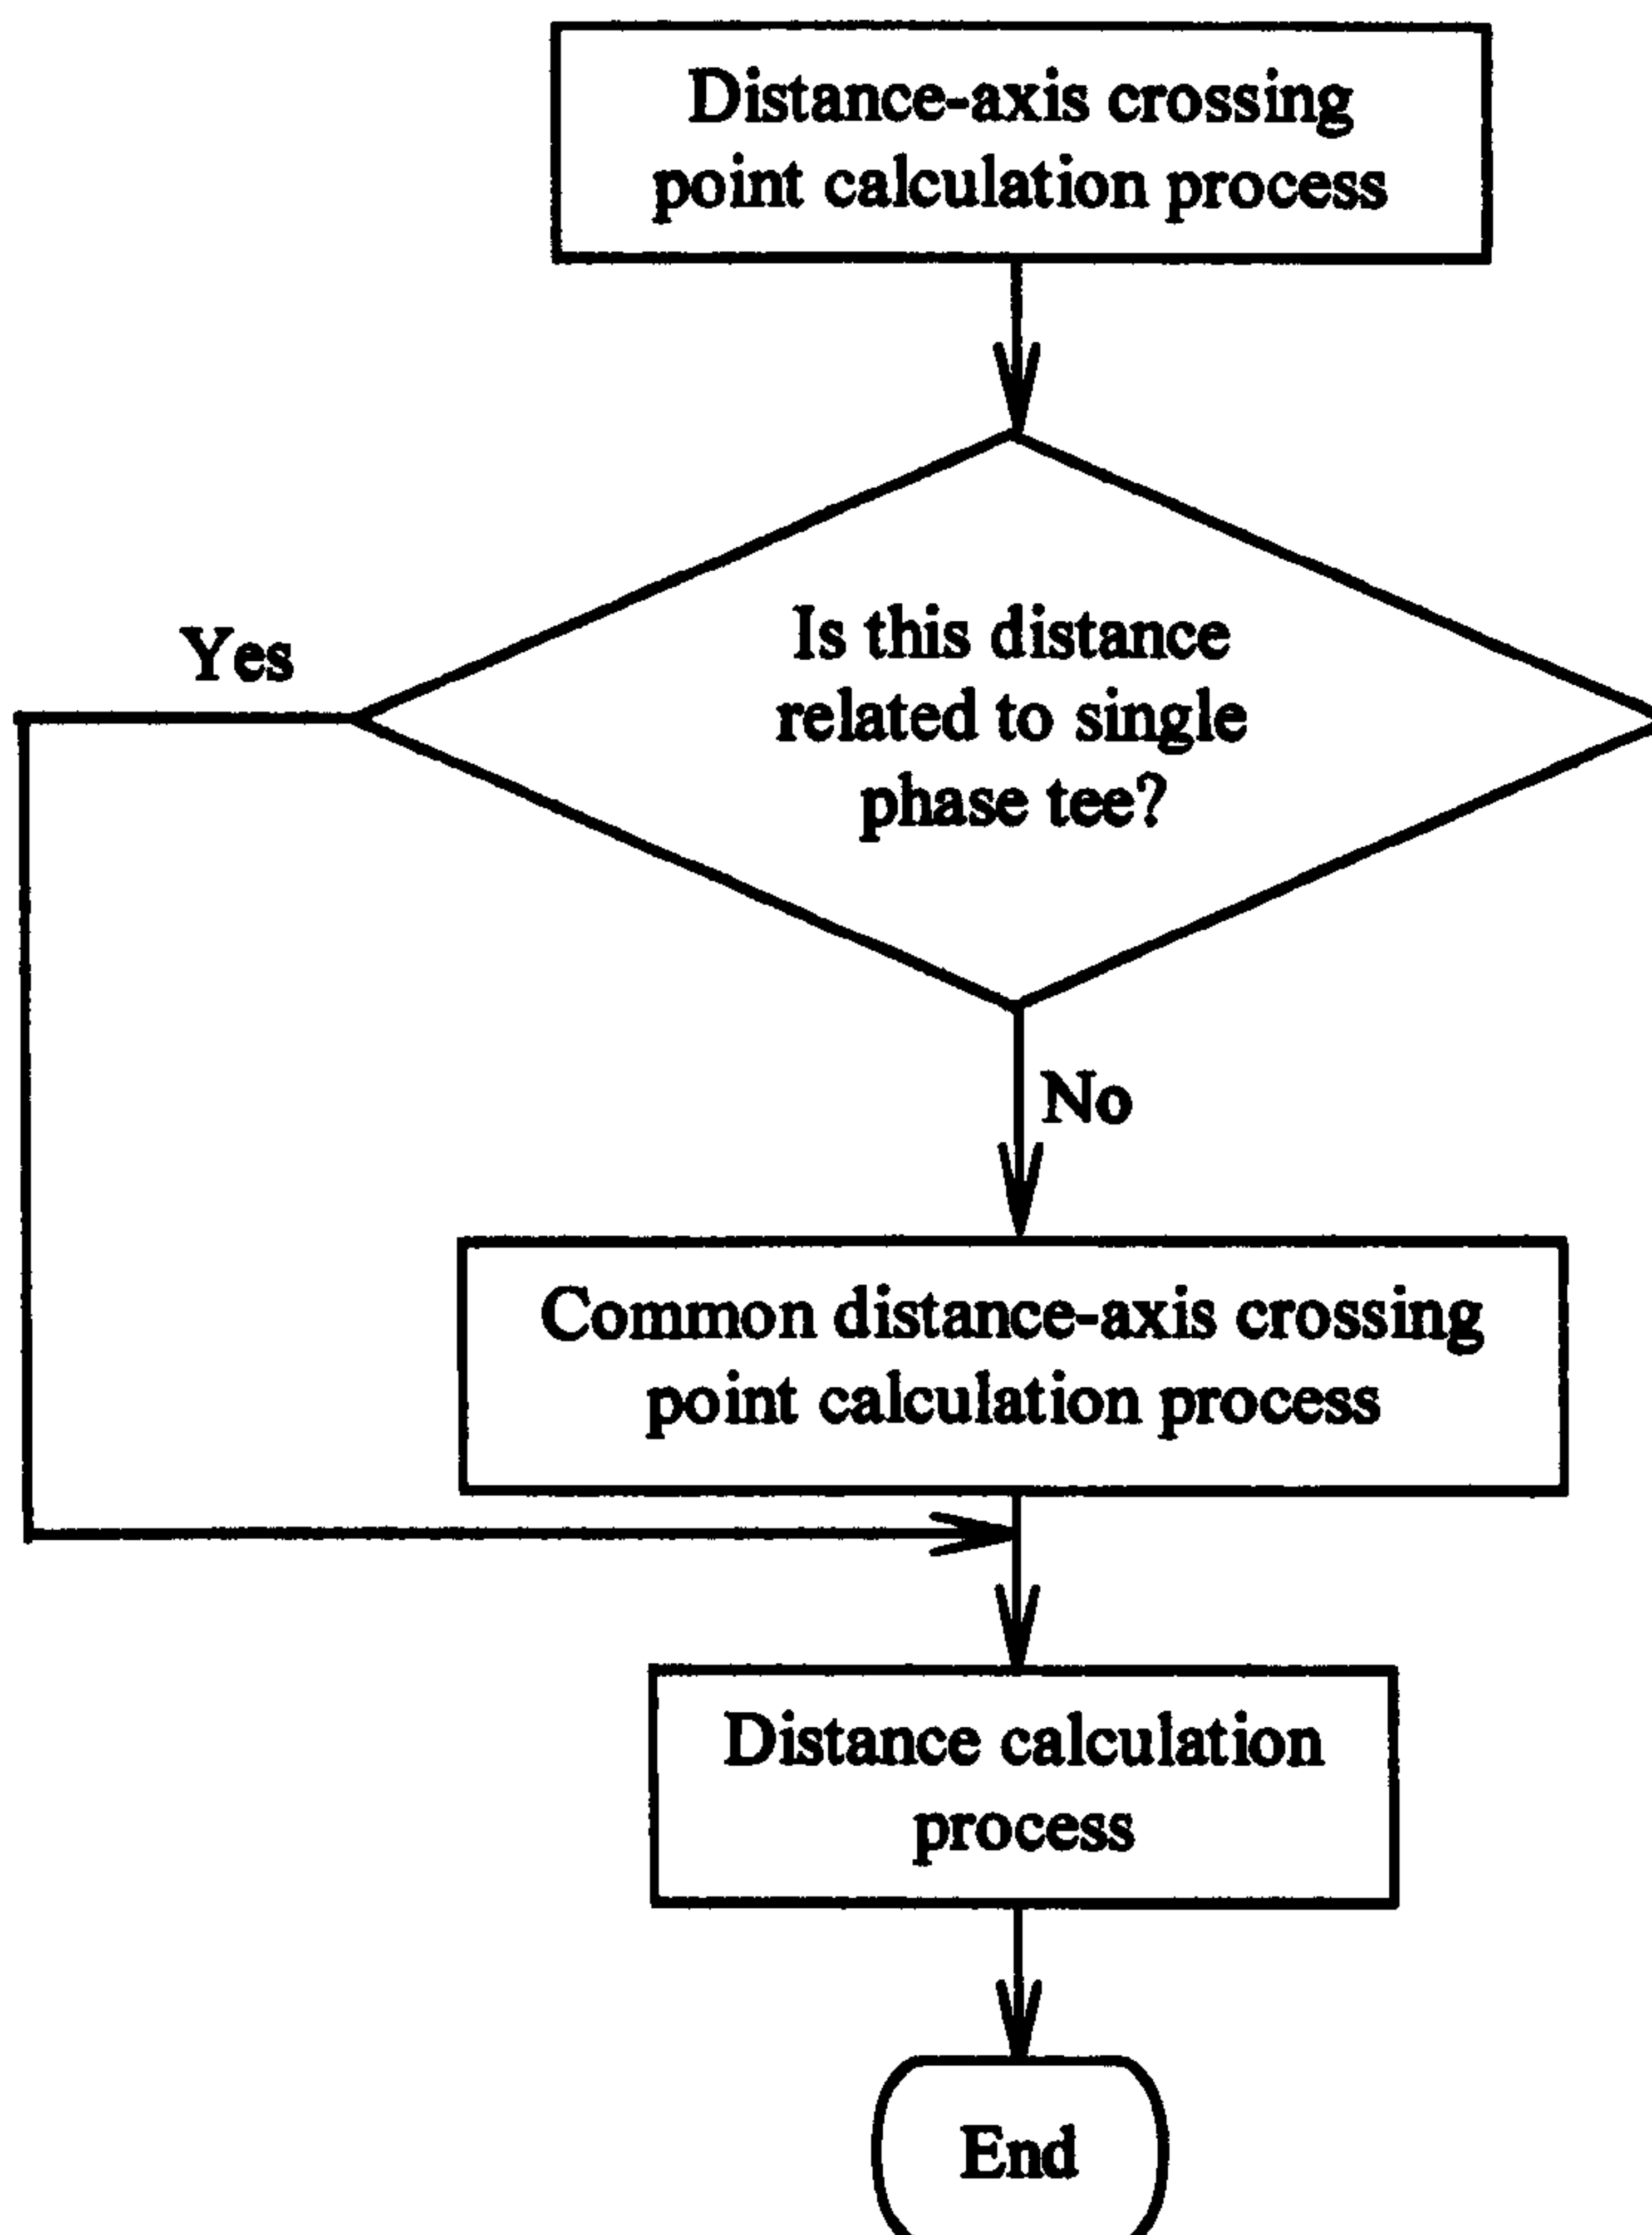 Distance-axis crossing
point calculation process
Is this distance
related to single
phase tee?
Yes
No
Common distance-axis crossing
point calculation process
Distance calculation
process
End